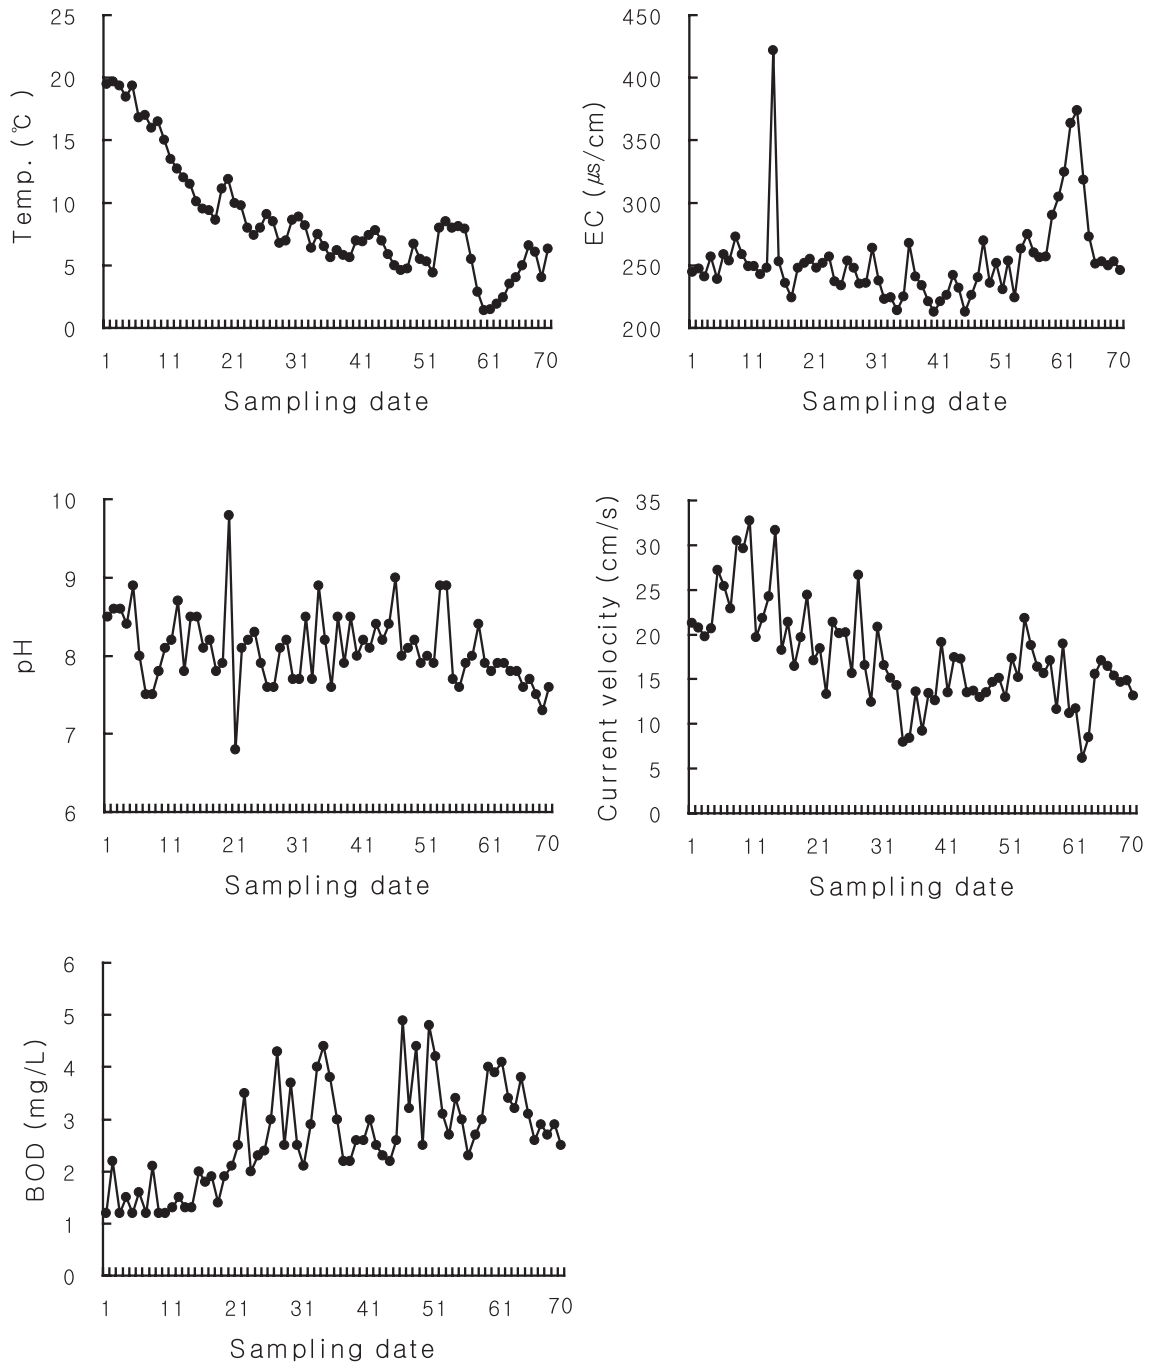 Temp. (℃)
25
20
15
10
5
0
1 11 21 31 41 51 61 70
Sampling date
EC (㎲/cm)
450
400
350
300
250
200
1 11 21 31 41 51 61 70
Sampling date
pH
10
9
8
7
6
1 11 21 31 41 51 61 70
Sampling date
Current velocity (cm/s)
35
30
25
20
15
10
5
0
1 11 21 31 41 51 61 70
Sampling date
BOD (mg/L)
6
5
4
3
2
1
0
1 11 21 31 41 51 61 70
Sampling date